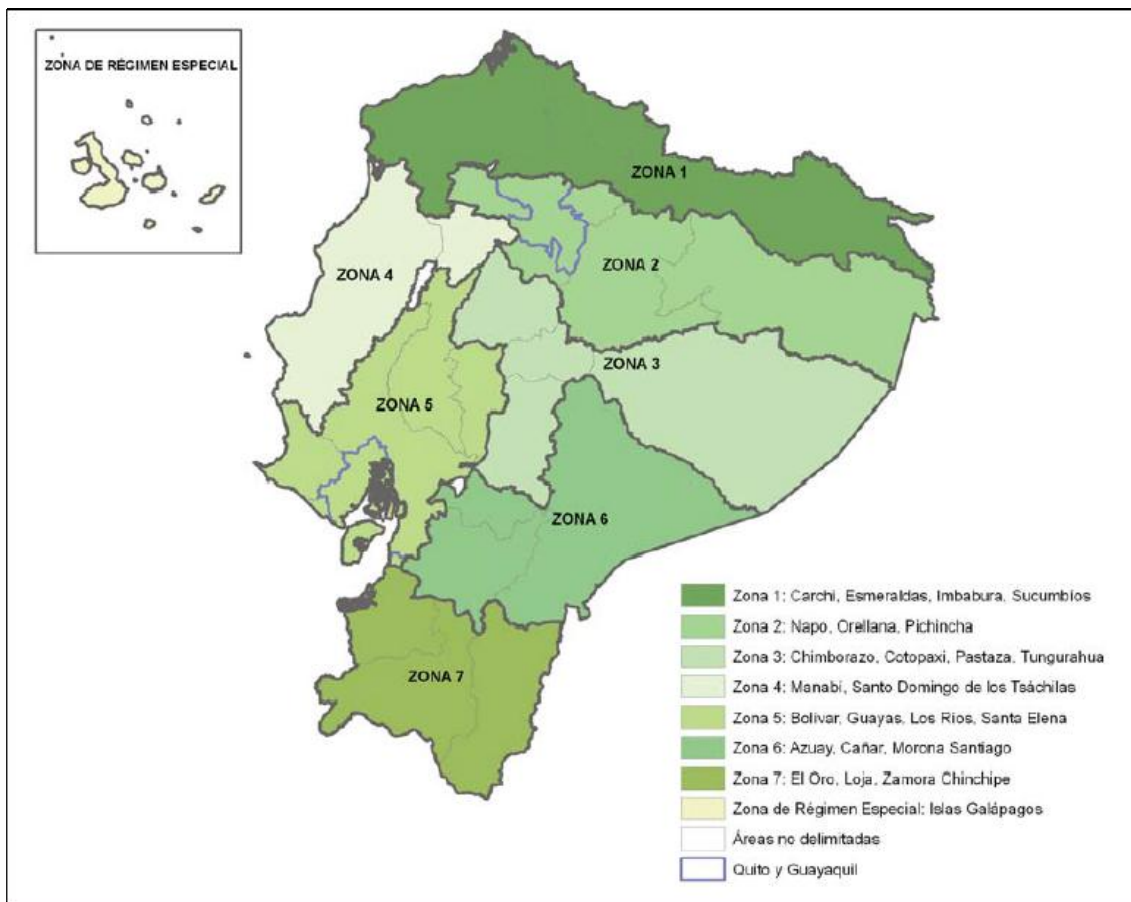 ZONA DE RÉGIMEN ESPECIAL
ZONA 1
ZONA 2
ZONA 4
ZONA 3
ZONA 5
ZONA 6
ZONA 7
Zona 1: Carchi, Esmeraldas, Imbabura, Sucumbíos
Zona 2: Napo, Orellana, Pichincha
Zona 3: Chimborazo, Cotopaxi, Pastaza, Tungurahua
Zona 4: Manabí, Santo Domingo de los Tsáchilas
Zona 5: Bolívar, Guayas, Los Ríos, Santa Elena
Zona 6: Azuay, Cañar, Morona Santiago
Zona 7: El Oro, Loja, Zamora Chinchipe
Zona de Régimen Especial: Islas Galápagos
Áreas no delimitadas
Quito y Guayaquil